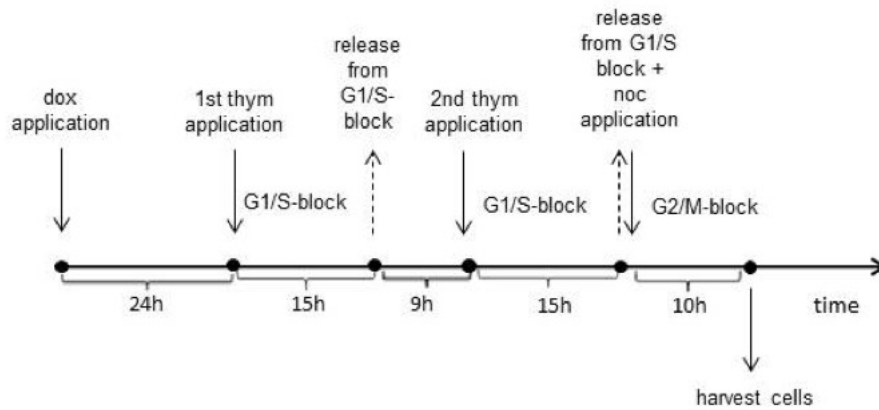 dox
application
1st thym
application
release
from
G1/S-
block
2nd thym
application
release
from G1/S
block +
noc
application
G1/S-block
G1/S-block
G2/M-block
24h
15h
9h
15h
10h
time
harvest cells